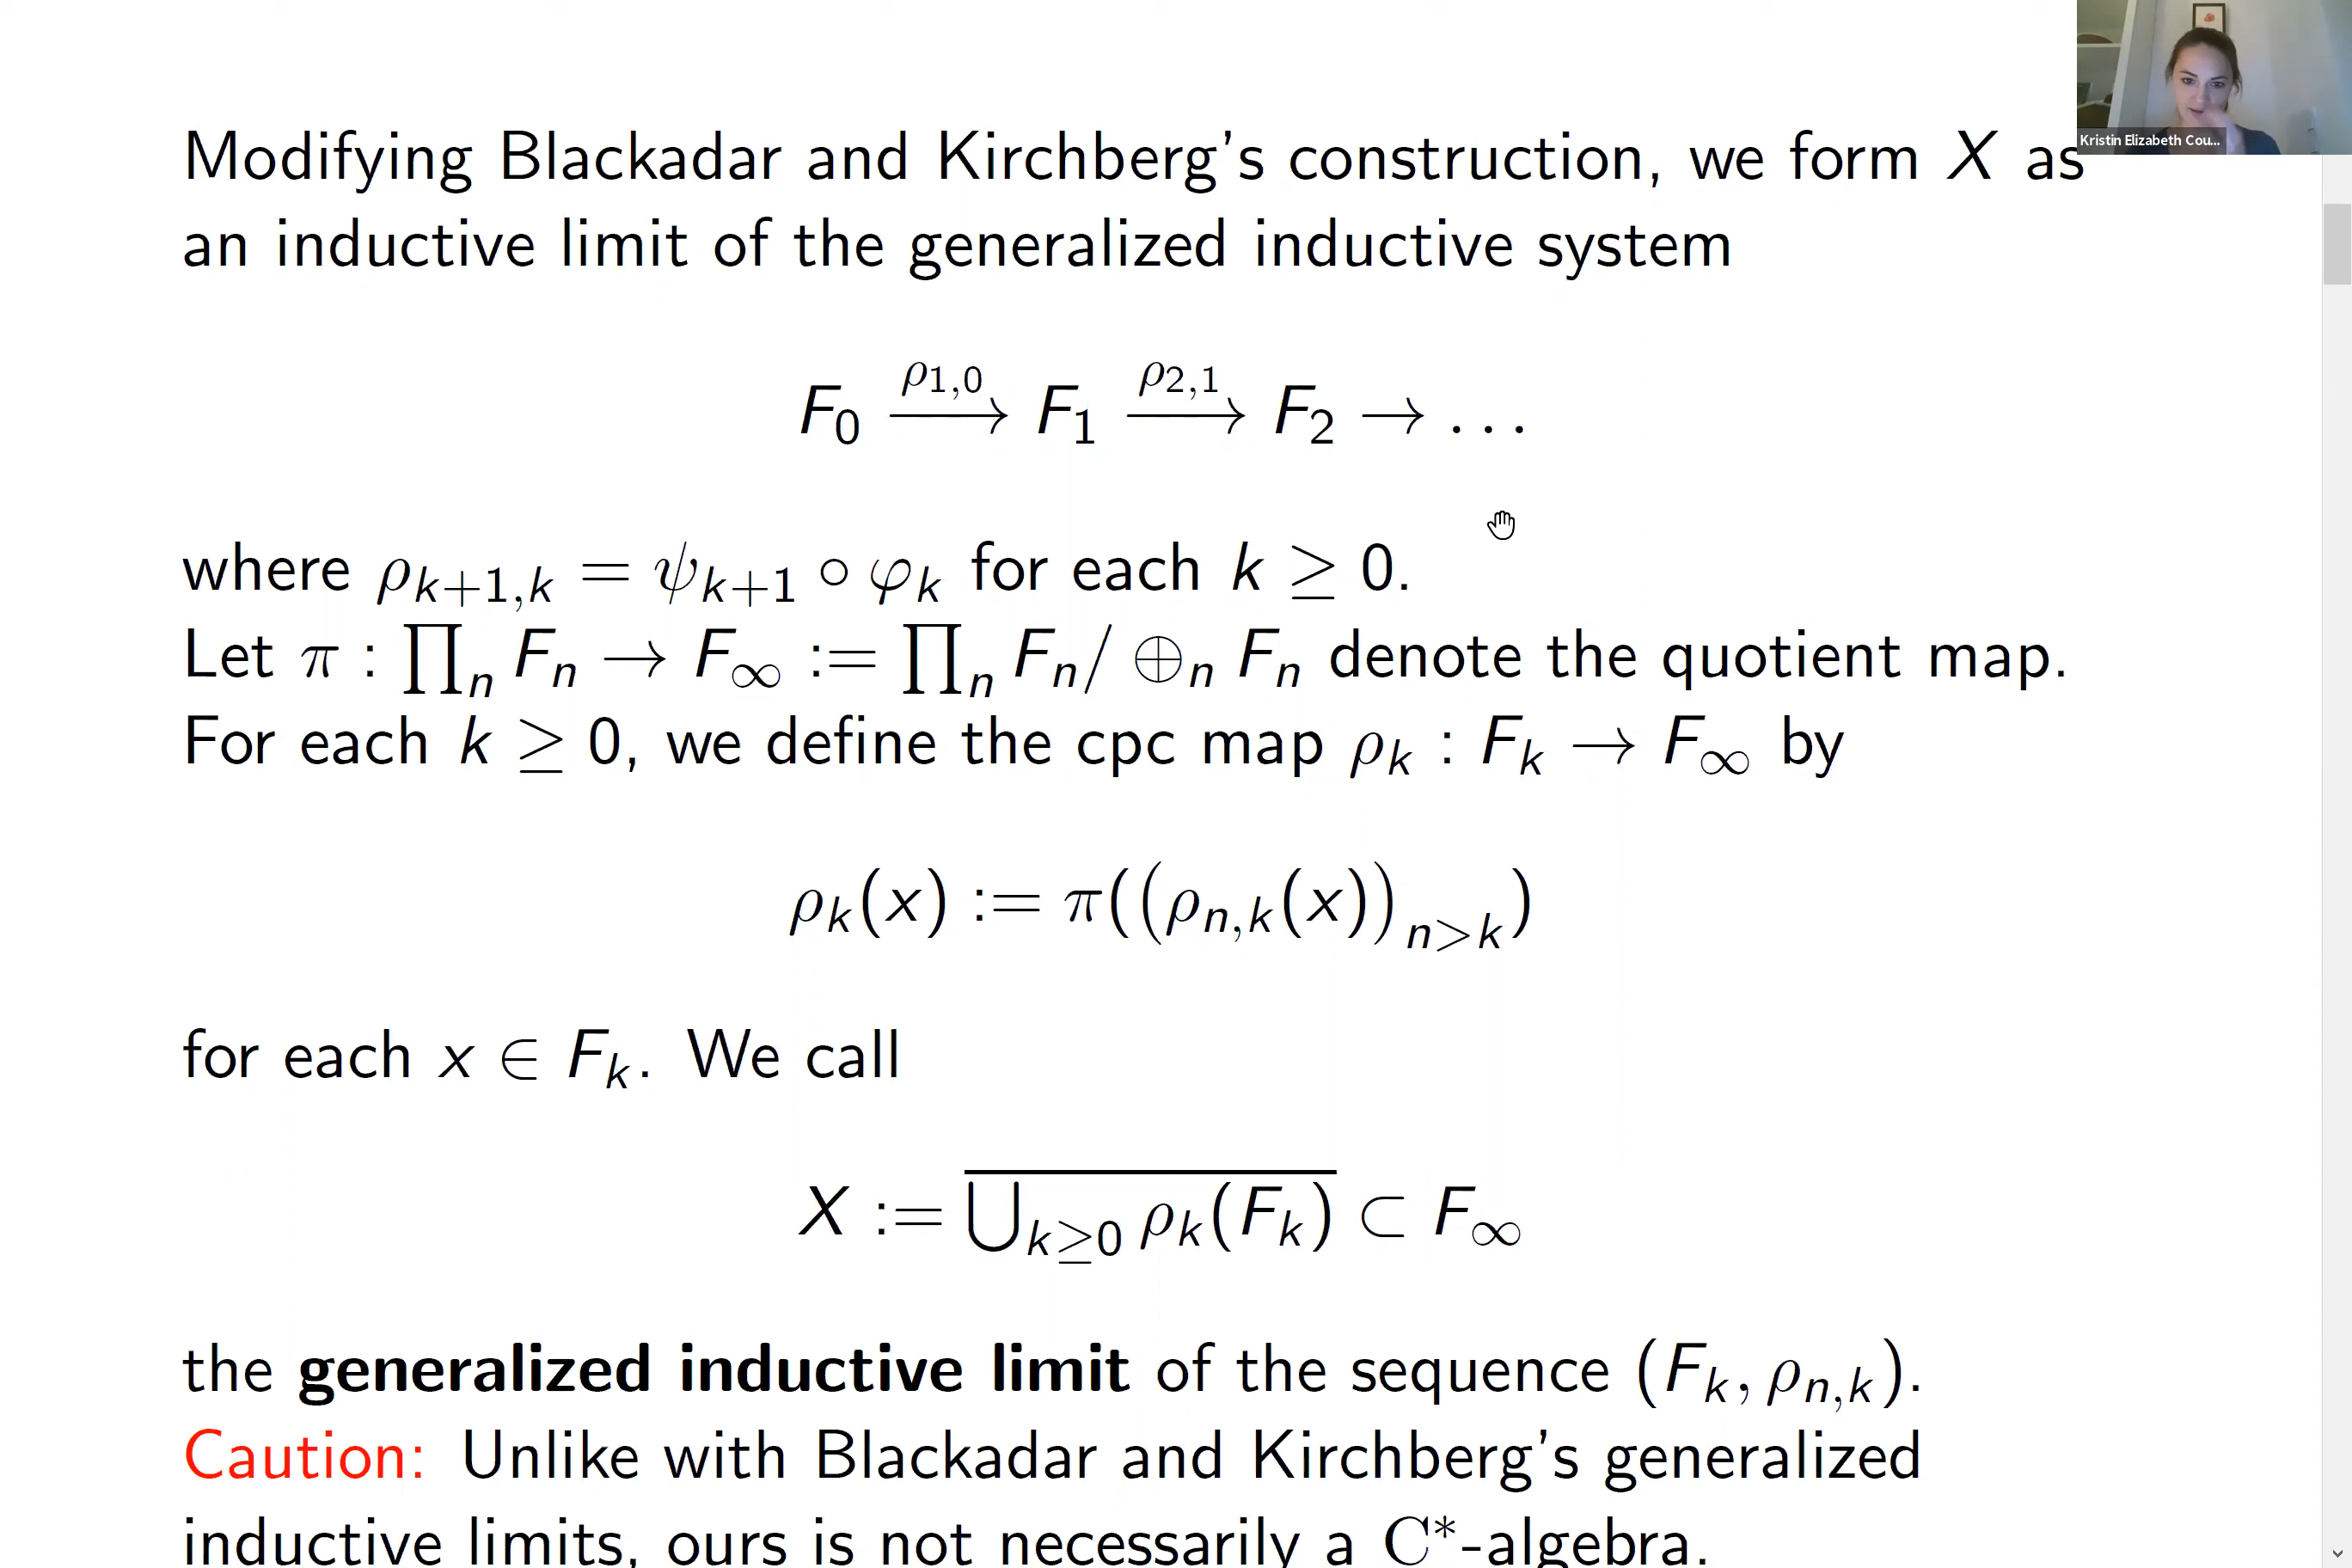 Kristin Elizabeth Cou...
Modifying Blackadar and Kirchberg's construction, we form X as
an inductive limit of the generalized inductive system
F₀ —ρ₁,₀→ F₁ —ρ₂,₁→ F₂ → …
where ρ_{k+1,k} = ψ_{k+1} ∘ φ_k for each k ≥ 0.
Let π : ∏_n F_n → F_∞ := ∏_n F_n / ⊕_n F_n denote the quotient map.
For each k ≥ 0, we define the cpc map ρ_k : F_k → F_∞ by
ρ_k(x) := π((ρ_{n,k}(x))_{n>k})
for each x ∈ F_k. We call
X := \overline{⋃_{k≥0} ρ_k(F_k)} ⊂ F_∞
the generalized inductive limit of the sequence (F_k, ρ_{n,k}).
Caution: Unlike with Blackadar and Kirchberg's generalized
inductive limits, ours is not necessarily a C*-algebra.